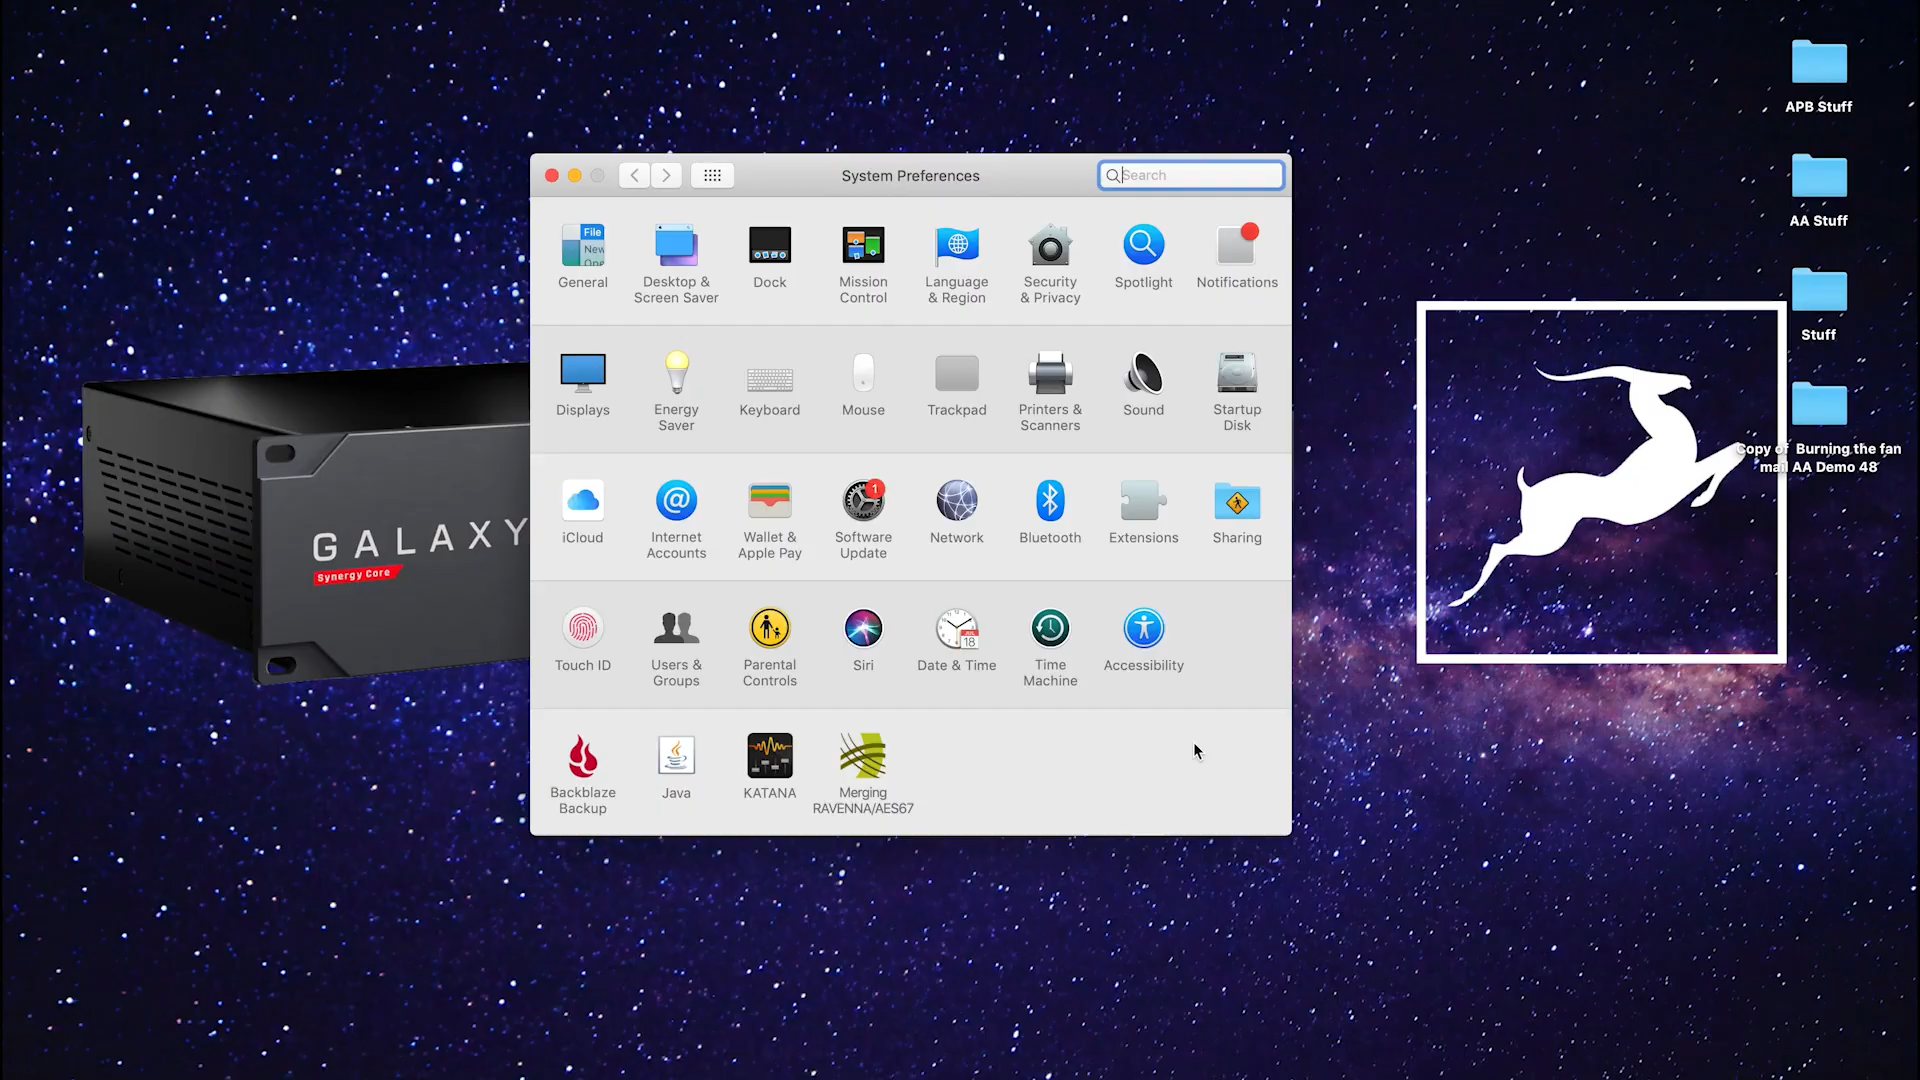 System Preferences
Search
File
New
Ope
General
Desktop &
Screen Saver
Dock
Mission
Control
Language
& Region
Security
& Privacy
Spotlight
Notifications
Displays
Energy
Saver
Keyboard
Mouse
Trackpad
Printers &
Scanners
Sound
Startup
Disk
1
iCloud
Internet
Accounts
Wallet &
Apple Pay
Software
Update
Network
Bluetooth
Extensions
Sharing
JUL
18
Touch ID
Users &
Groups
Parental
Controls
Siri
Date & Time
Time
Machine
Accessibility
Backblaze
Backup
Java
KATANA
Merging
RAVENNA/AES67
GALAXY
Synergy Core
APB Stuff
AA Stuff
Stuff
Copy of Burning the fan
mail AA Demo 48